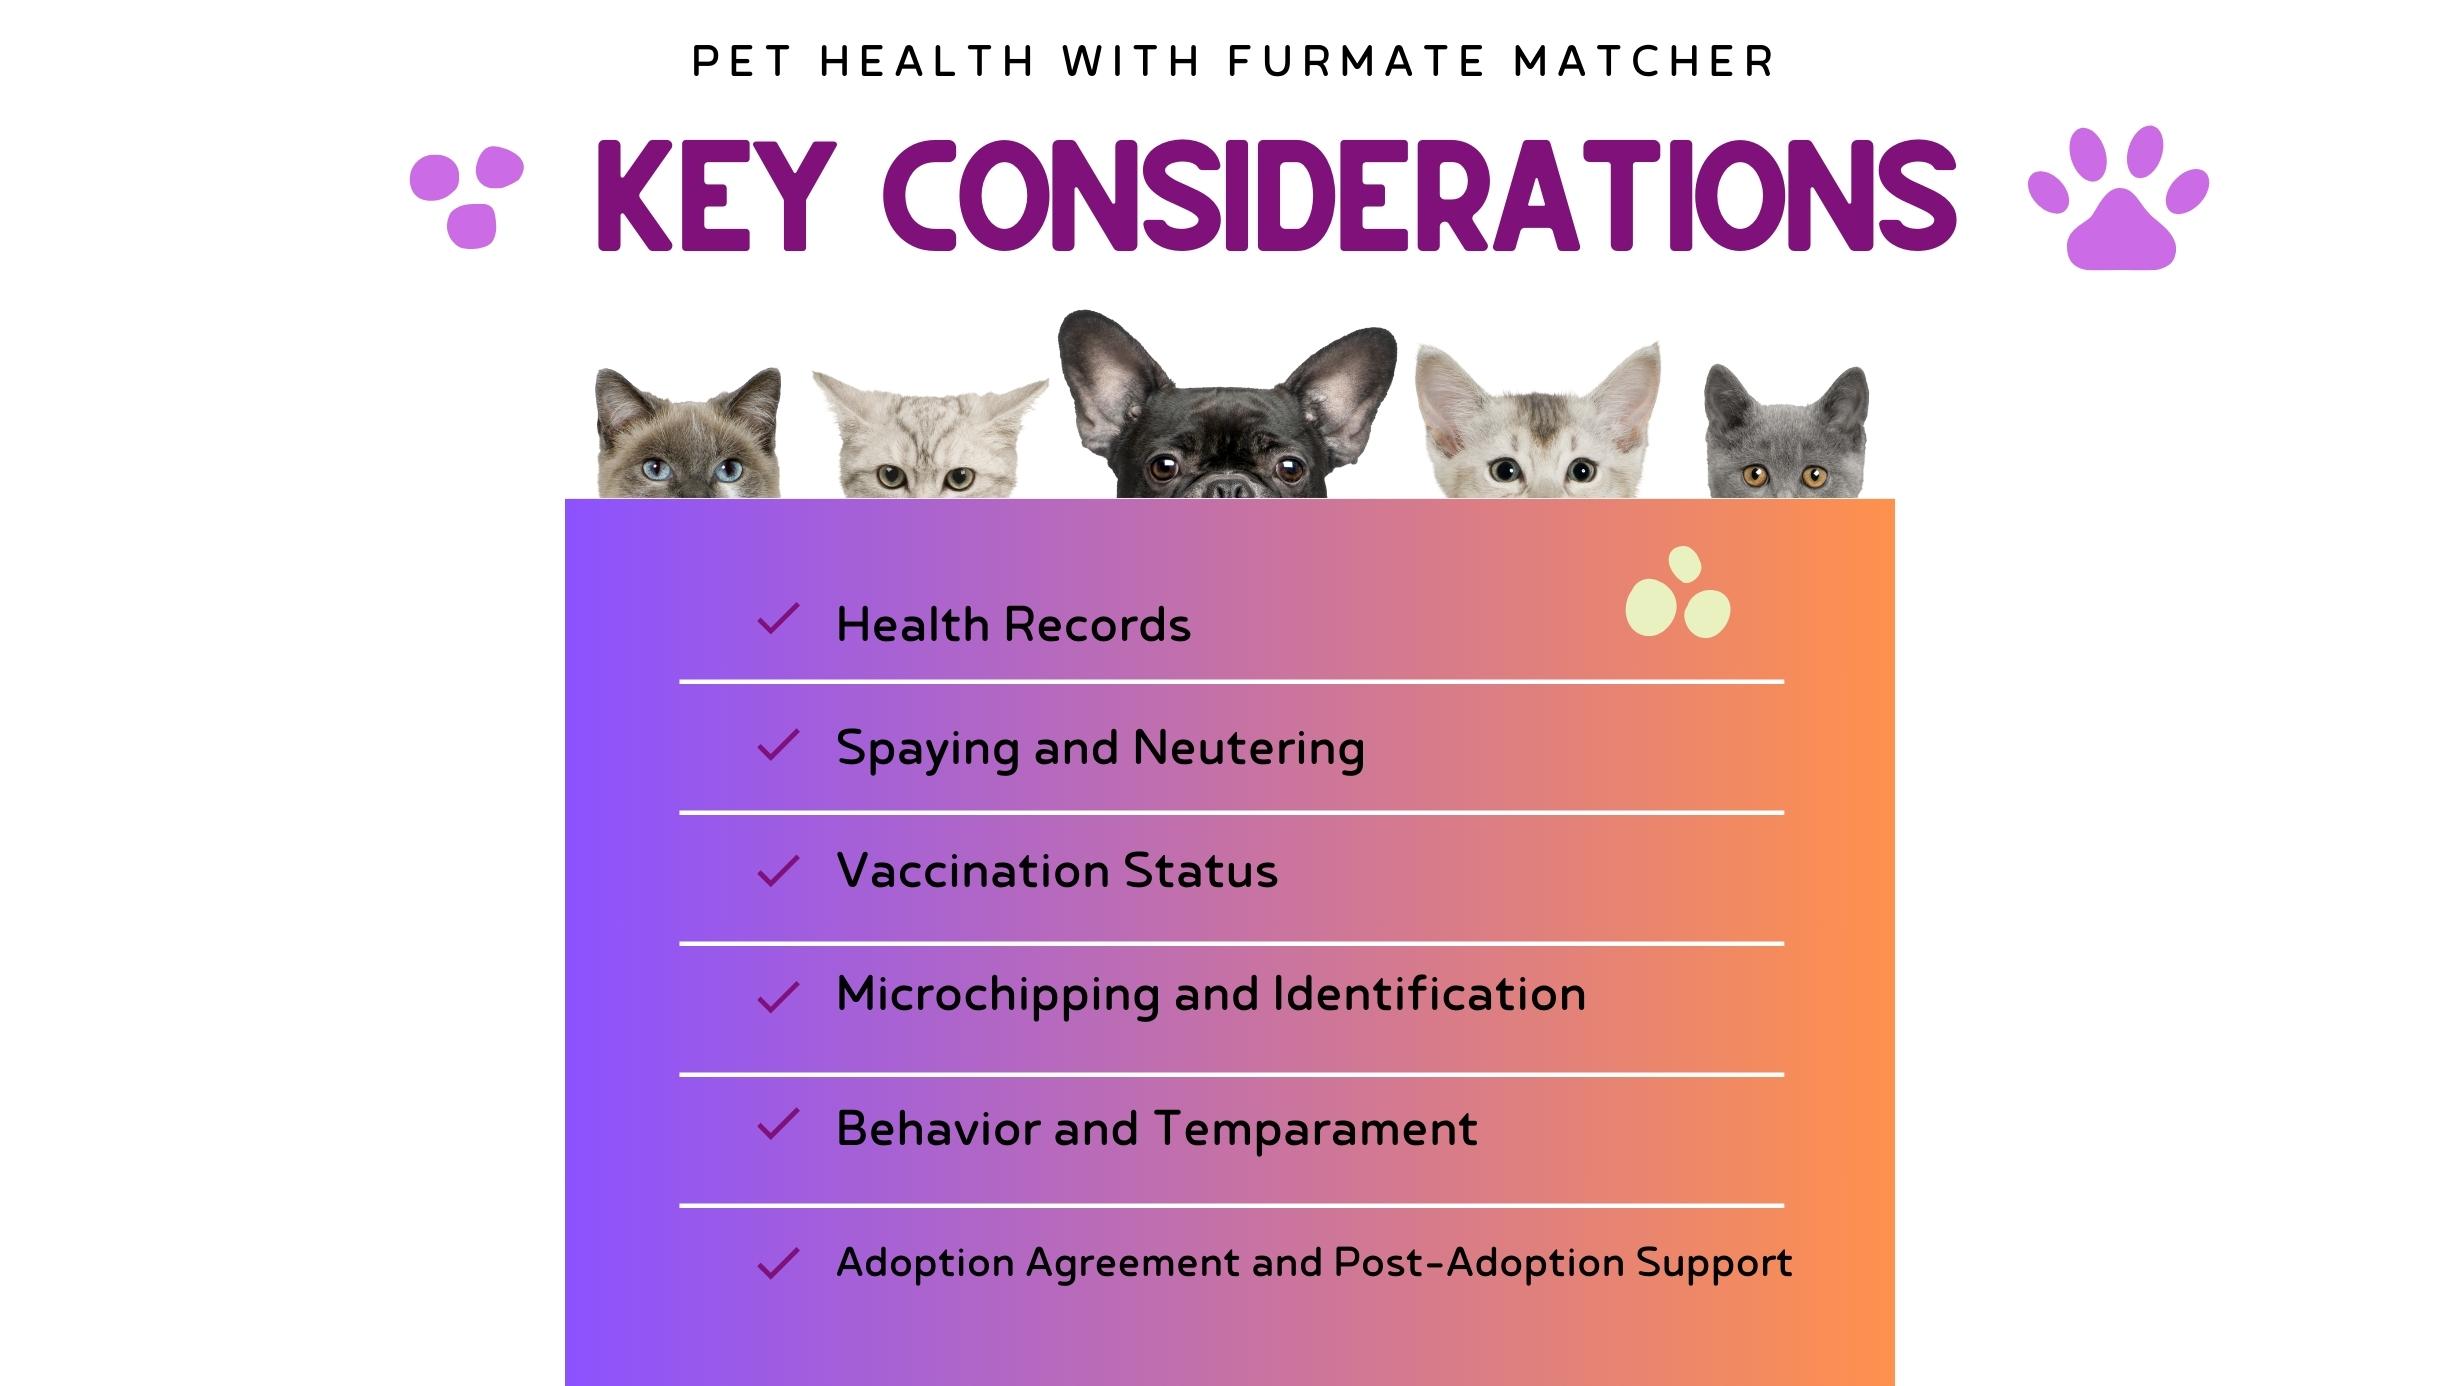 PET HEALTH WITH FURMATE MATCHER
KEY CONSIDERATIONS
Health Records
Spaying and Neutering
Vaccination Status
Microchipping and Identification
Behavior and Temparament
Adoption Agreement and Post-Adoption Support